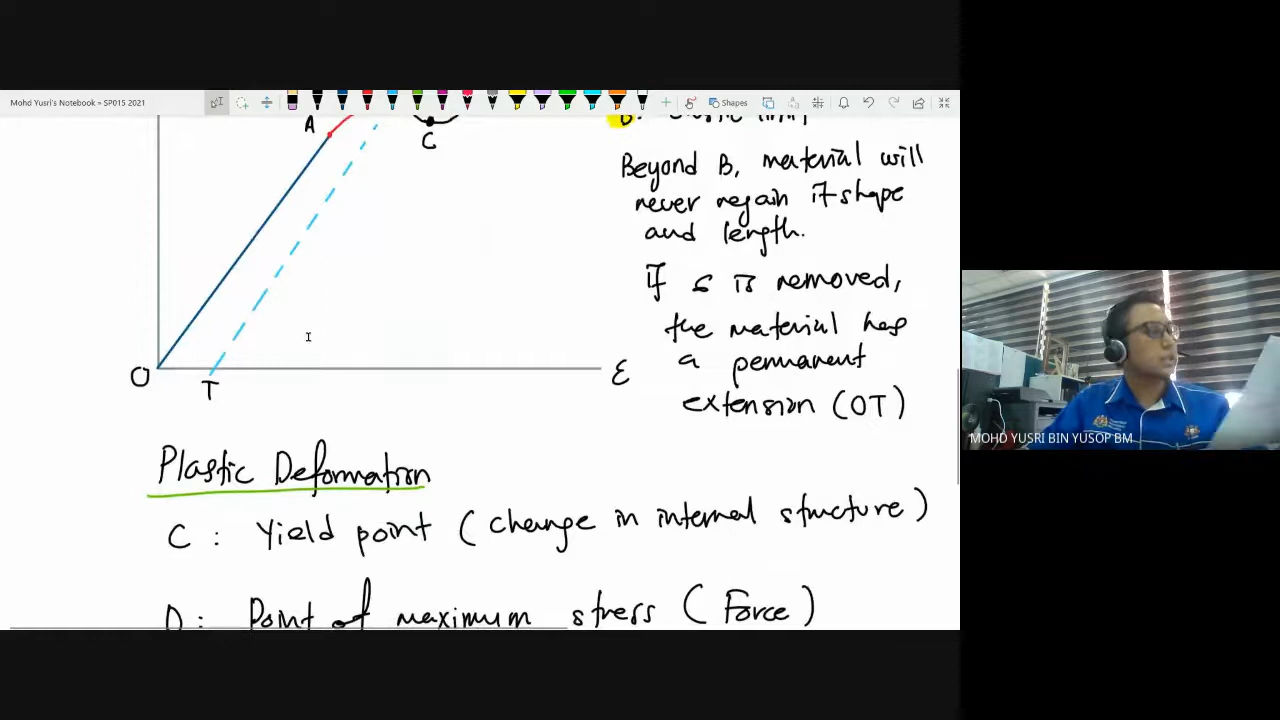 Mohd Yusri's Notebook » SP015 2021
Shapes
A
C
Beyond B, material will
never regain it shape
and length.
If σ is removed,
the material has
a permanent
extension (OT)
O
T
ε
Plastic Deformation
C : Yield point (change in internal structure)
D : Point of maximum stress (Force)
MOHD YUSRI BIN YUSOP BM